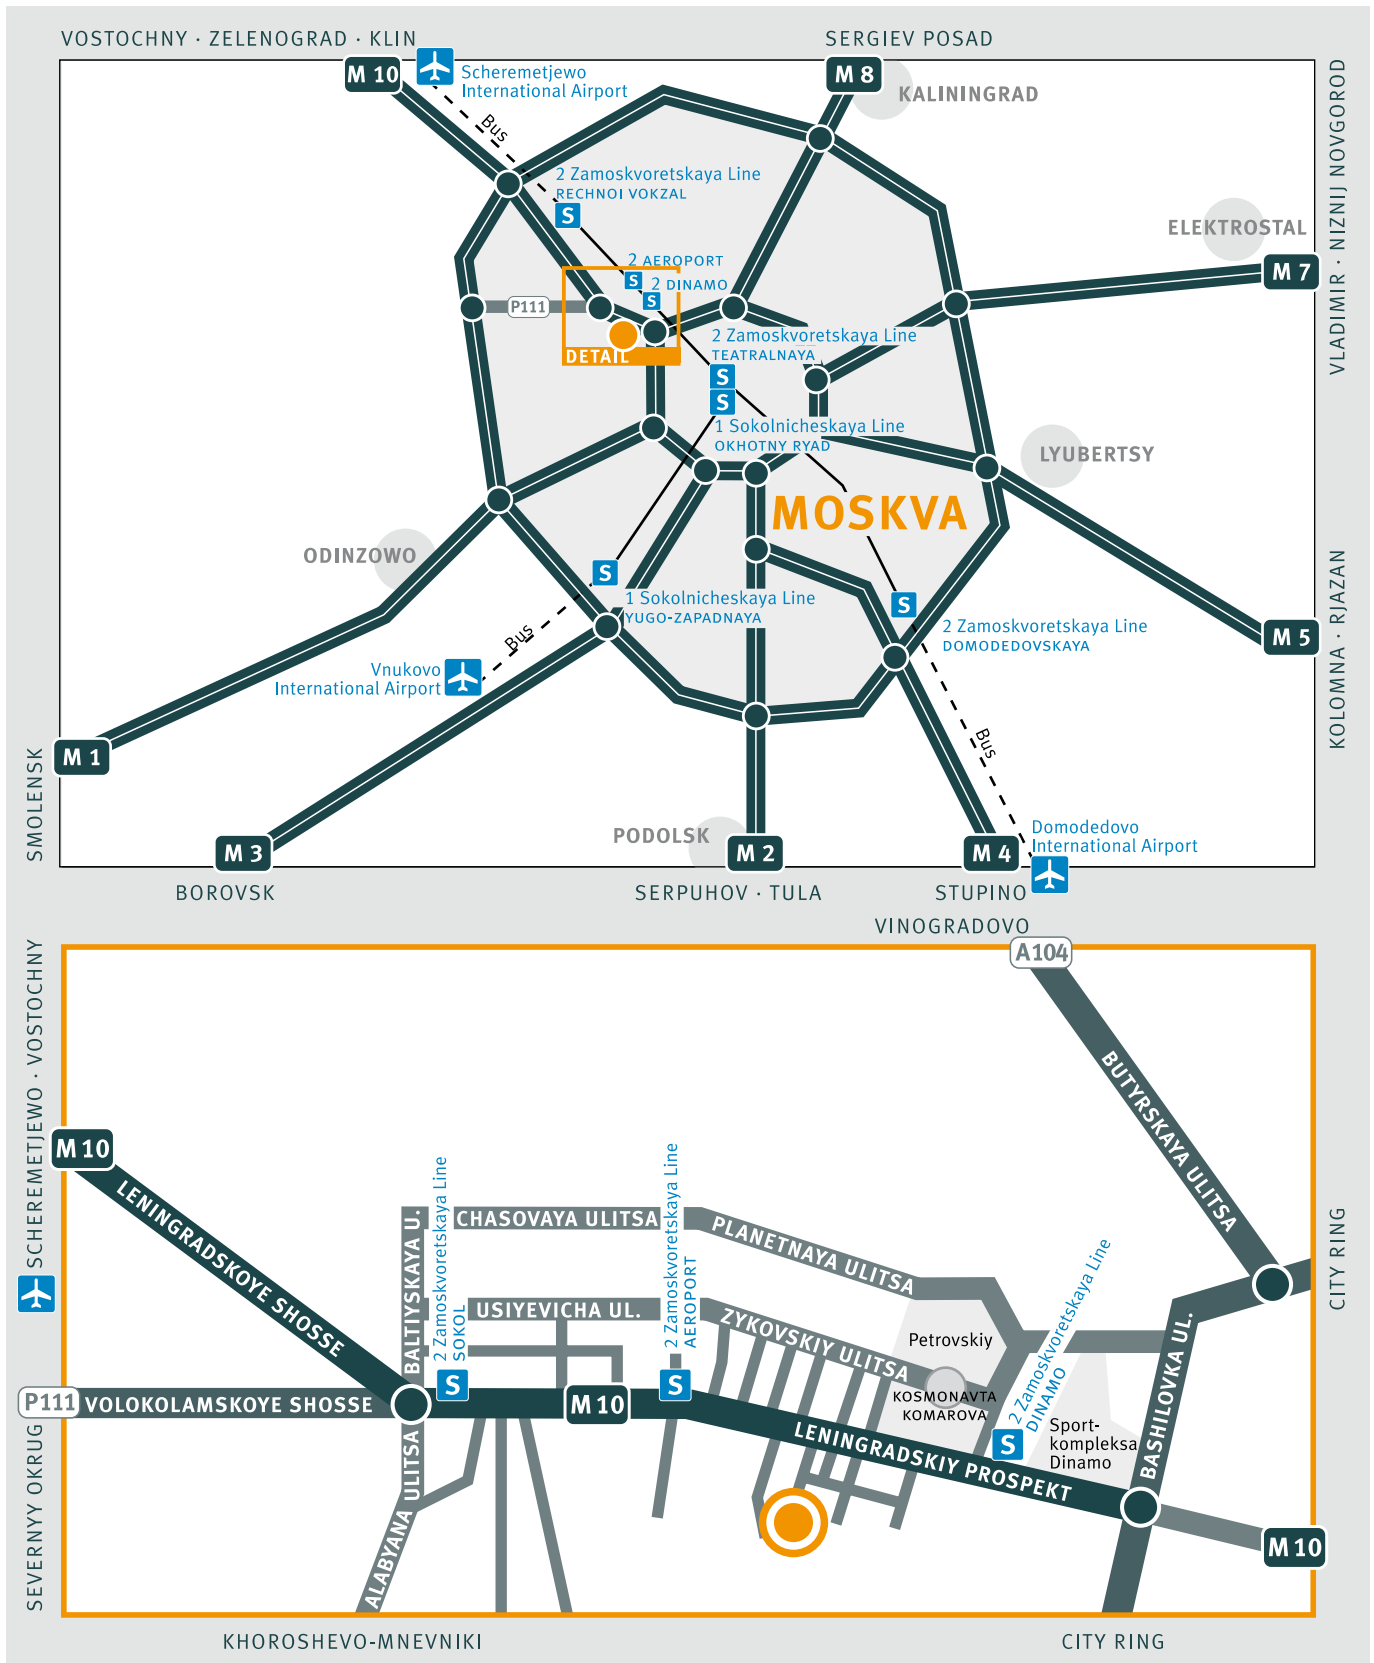 VOSTOCHNY · ZELENOGRAD · KLIN
SERGIEV POSAD
M 10
Scheremetjewo
International Airport
M 8
KALININGRAD
VLADIMIR · NIZNIJ NOVGOROD
Bus
2 Zamoskvoretskaya Line
RECHNOI VOKZAL
S
ELEKTROSTAL
M 7
2 AEROPORT
S
2 DINAMO
S
P111
DETAIL
2 Zamoskvoretskaya Line
TEATRALNAYA
S
S
1 Sokolnicheskaya Line
OKHOTNY RYAD
LYUBERTSY
MOSKVA
ODINZOWO
S
1 Sokolnicheskaya Line
YUGO-ZAPADNAYA
S
2 Zamoskvoretskaya Line
DOMODEDOVSKAYA
M 5
KOLOMNA · RJAZAN
Bus
Vnukovo
International Airport
Bus
M 1
SMOLENSK
M 3
PODOLSK
M 2
M 4
Domodedovo
International Airport
BOROVSK
SERPUHOV · TULA
STUPINO
VINOGRADOVO
A104
SCHEREMETJEWO · VOSTOCHNY
BUTYRSKAYA ULITSA
M 10
LENINGRADSKOYE SHOSSE
BALTIYSKAYA U.
2 Zamoskvoretskaya Line
SOKOL
CHASOVAYA ULITSA
2 Zamoskvoretskaya Line
AEROPORT
PLANETNAYA ULITSA
CITY RING
USIYEVICHA UL.
ZYKOVSKIY ULITSA
Petrovskiy
2 Zamoskvoretskaya Line
DINAMO
BASHILOVKA UL.
KOSMONAVTA
KOMAROVA
P111
VOLOKOLAMSKOYE SHOSSE
S
M 10
S
S
Sport-
kompleksa
Dinamo
LENINGRADSKIY PROSPEKT
ALABYANA ULITSA
M 10
SEVERNYY OKRUG
KHOROSHEVO-MNEVNIKI
CITY RING